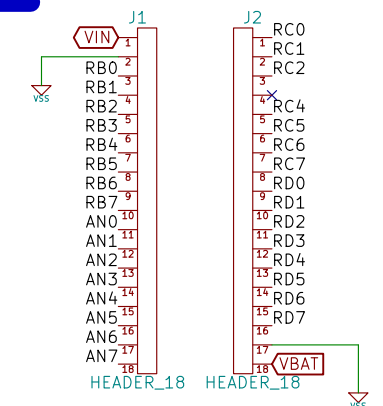 J1
VIN
1
2
VSS
RB0
3
RB1
4
RB2
5
RB3
6
RB4
7
RB5
8
RB6
9
RB7
10
AN0
11
AN1
12
AN2
13
AN3
14
AN4
15
AN5
16
AN6
17
AN7
18
HEADER_18
J2
RC0
1
RC1
2
RC2
3
4
RC4
5
RC5
6
RC6
7
RC7
8
RD0
9
RD1
10
RD2
11
RD3
12
RD4
13
RD5
14
RD6
15
RD7
16
17
VBAT
18
HEADER_18
VSS